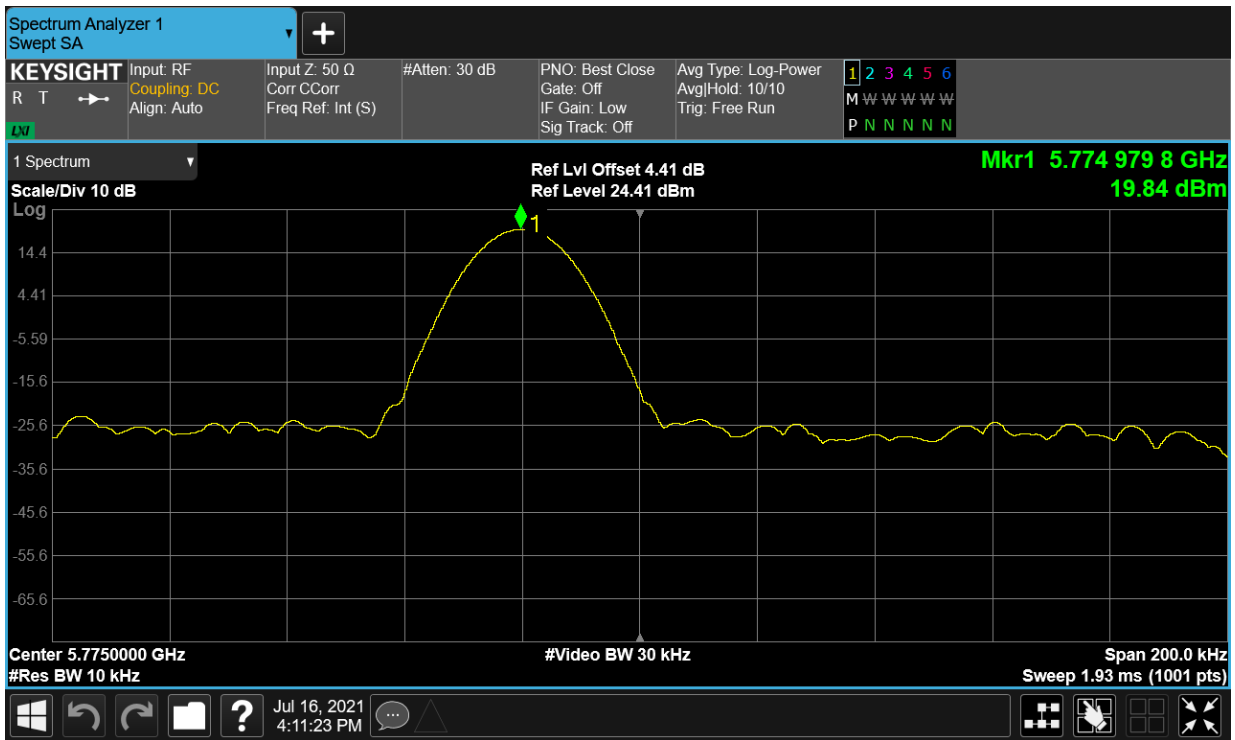 Spectrum Analyzer 1
Swept SA
KEYSIGHT
R T
LXI
Input: RF
Coupling: DC
Align: Auto
Input Z: 50 Ω
Corr CCorr
Freq Ref: Int (S)
#Atten: 30 dB
PNO: Best Close
Gate: Off
IF Gain: Low
Sig Track: Off
Avg Type: Log-Power
Avg|Hold: 10/10
Trig: Free Run
1 2 3 4 5 6
M W W W W W
P N N N N N
1 Spectrum
Scale/Div 10 dB
Log
Ref Lvl Offset 4.41 dB
Ref Level 24.41 dBm
Mkr1 5.774 979 8 GHz
19.84 dBm
1
14.4
4.41
-5.59
-15.6
-25.6
-35.6
-45.6
-55.6
-65.6
Center 5.7750000 GHz
#Res BW 10 kHz
#Video BW 30 kHz
Span 200.0 kHz
Sweep 1.93 ms (1001 pts)
?
Jul 16, 2021
4:11:23 PM